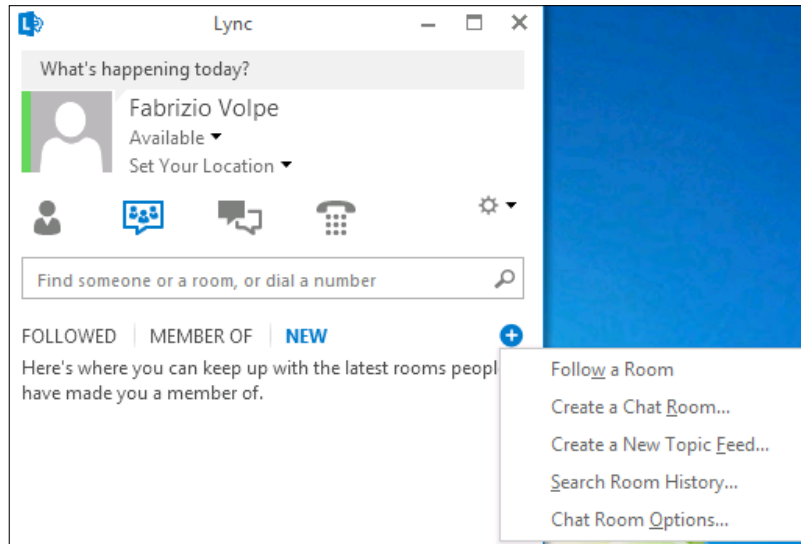 Lync
What's happening today?
Fabrizio Volpe
Available
Set Your Location
Find someone or a room, or dial a number
FOLLOWED MEMBER OF NEW
Here's where you can keep up with the latest rooms peopl
have made you a member of.
Follow a Room
Create a Chat Room...
Create a New Topic Feed...
Search Room History...
Chat Room Options...